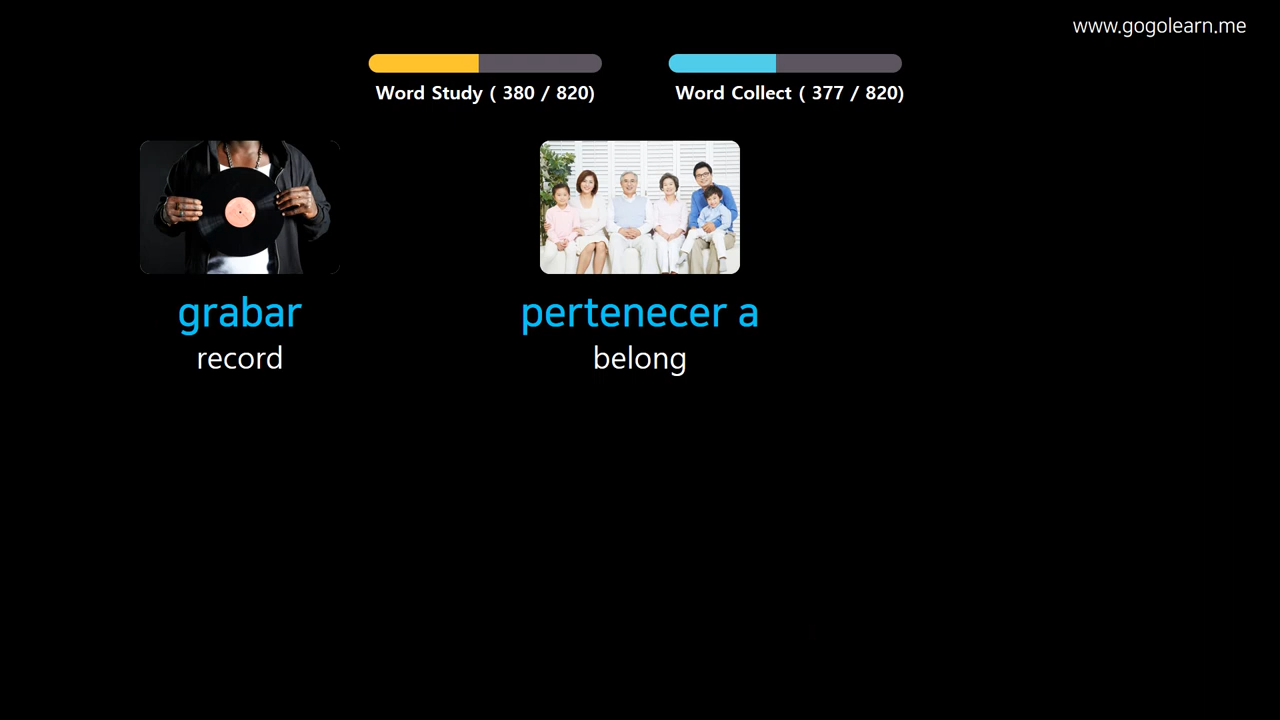 www.gogolearn.me
Word Study ( 380 / 820)
Word Collect ( 377 / 820)
grabar
record
pertenecer a
belong